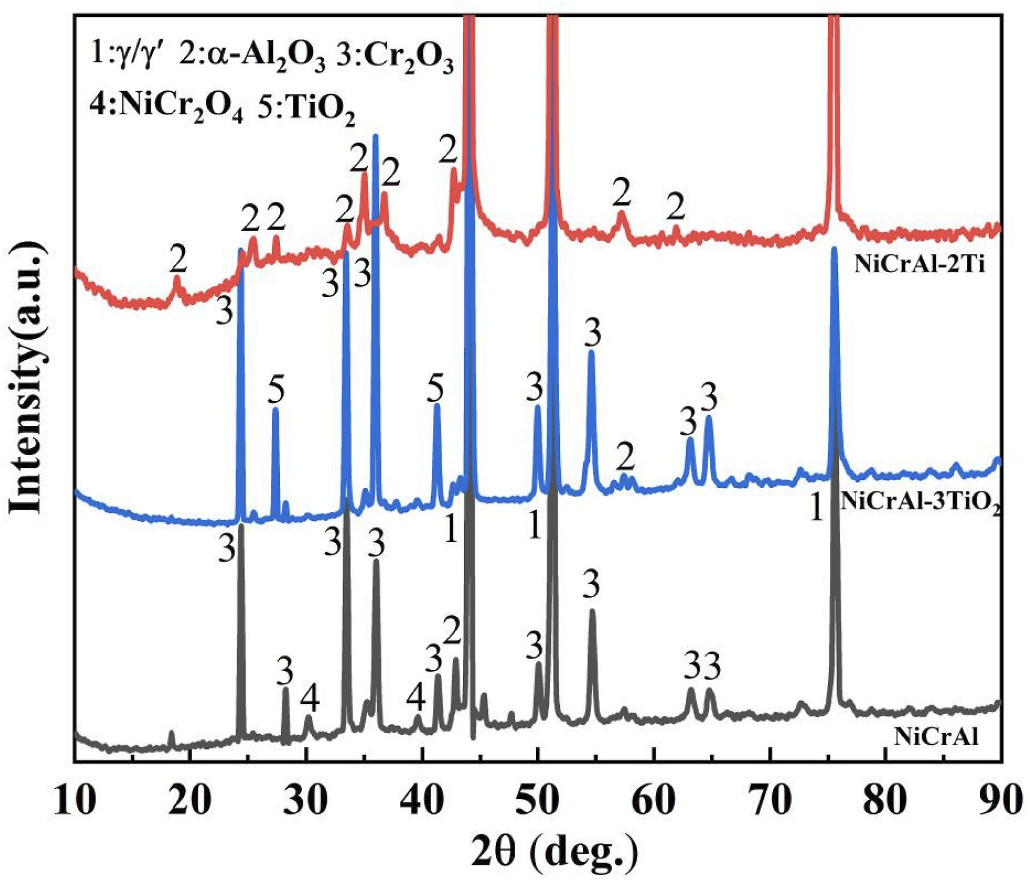 1:γ/γ′ 2:α-Al₂O₃ 3:Cr₂O₃
4:NiCr₂O₄ 5:TiO₂
2 2 2 2 2 2 2 2 2
NiCrAl-2Ti
3 5 3 3 5 3 3 2 3 3
NiCrAl-3TiO₂
3 3 4 3 3 4 3 2 1 3 1 3 3 3 1
NiCrAl
Intensity(a.u.)
10 20 30 40 50 60 70 80 90
2θ (deg.)